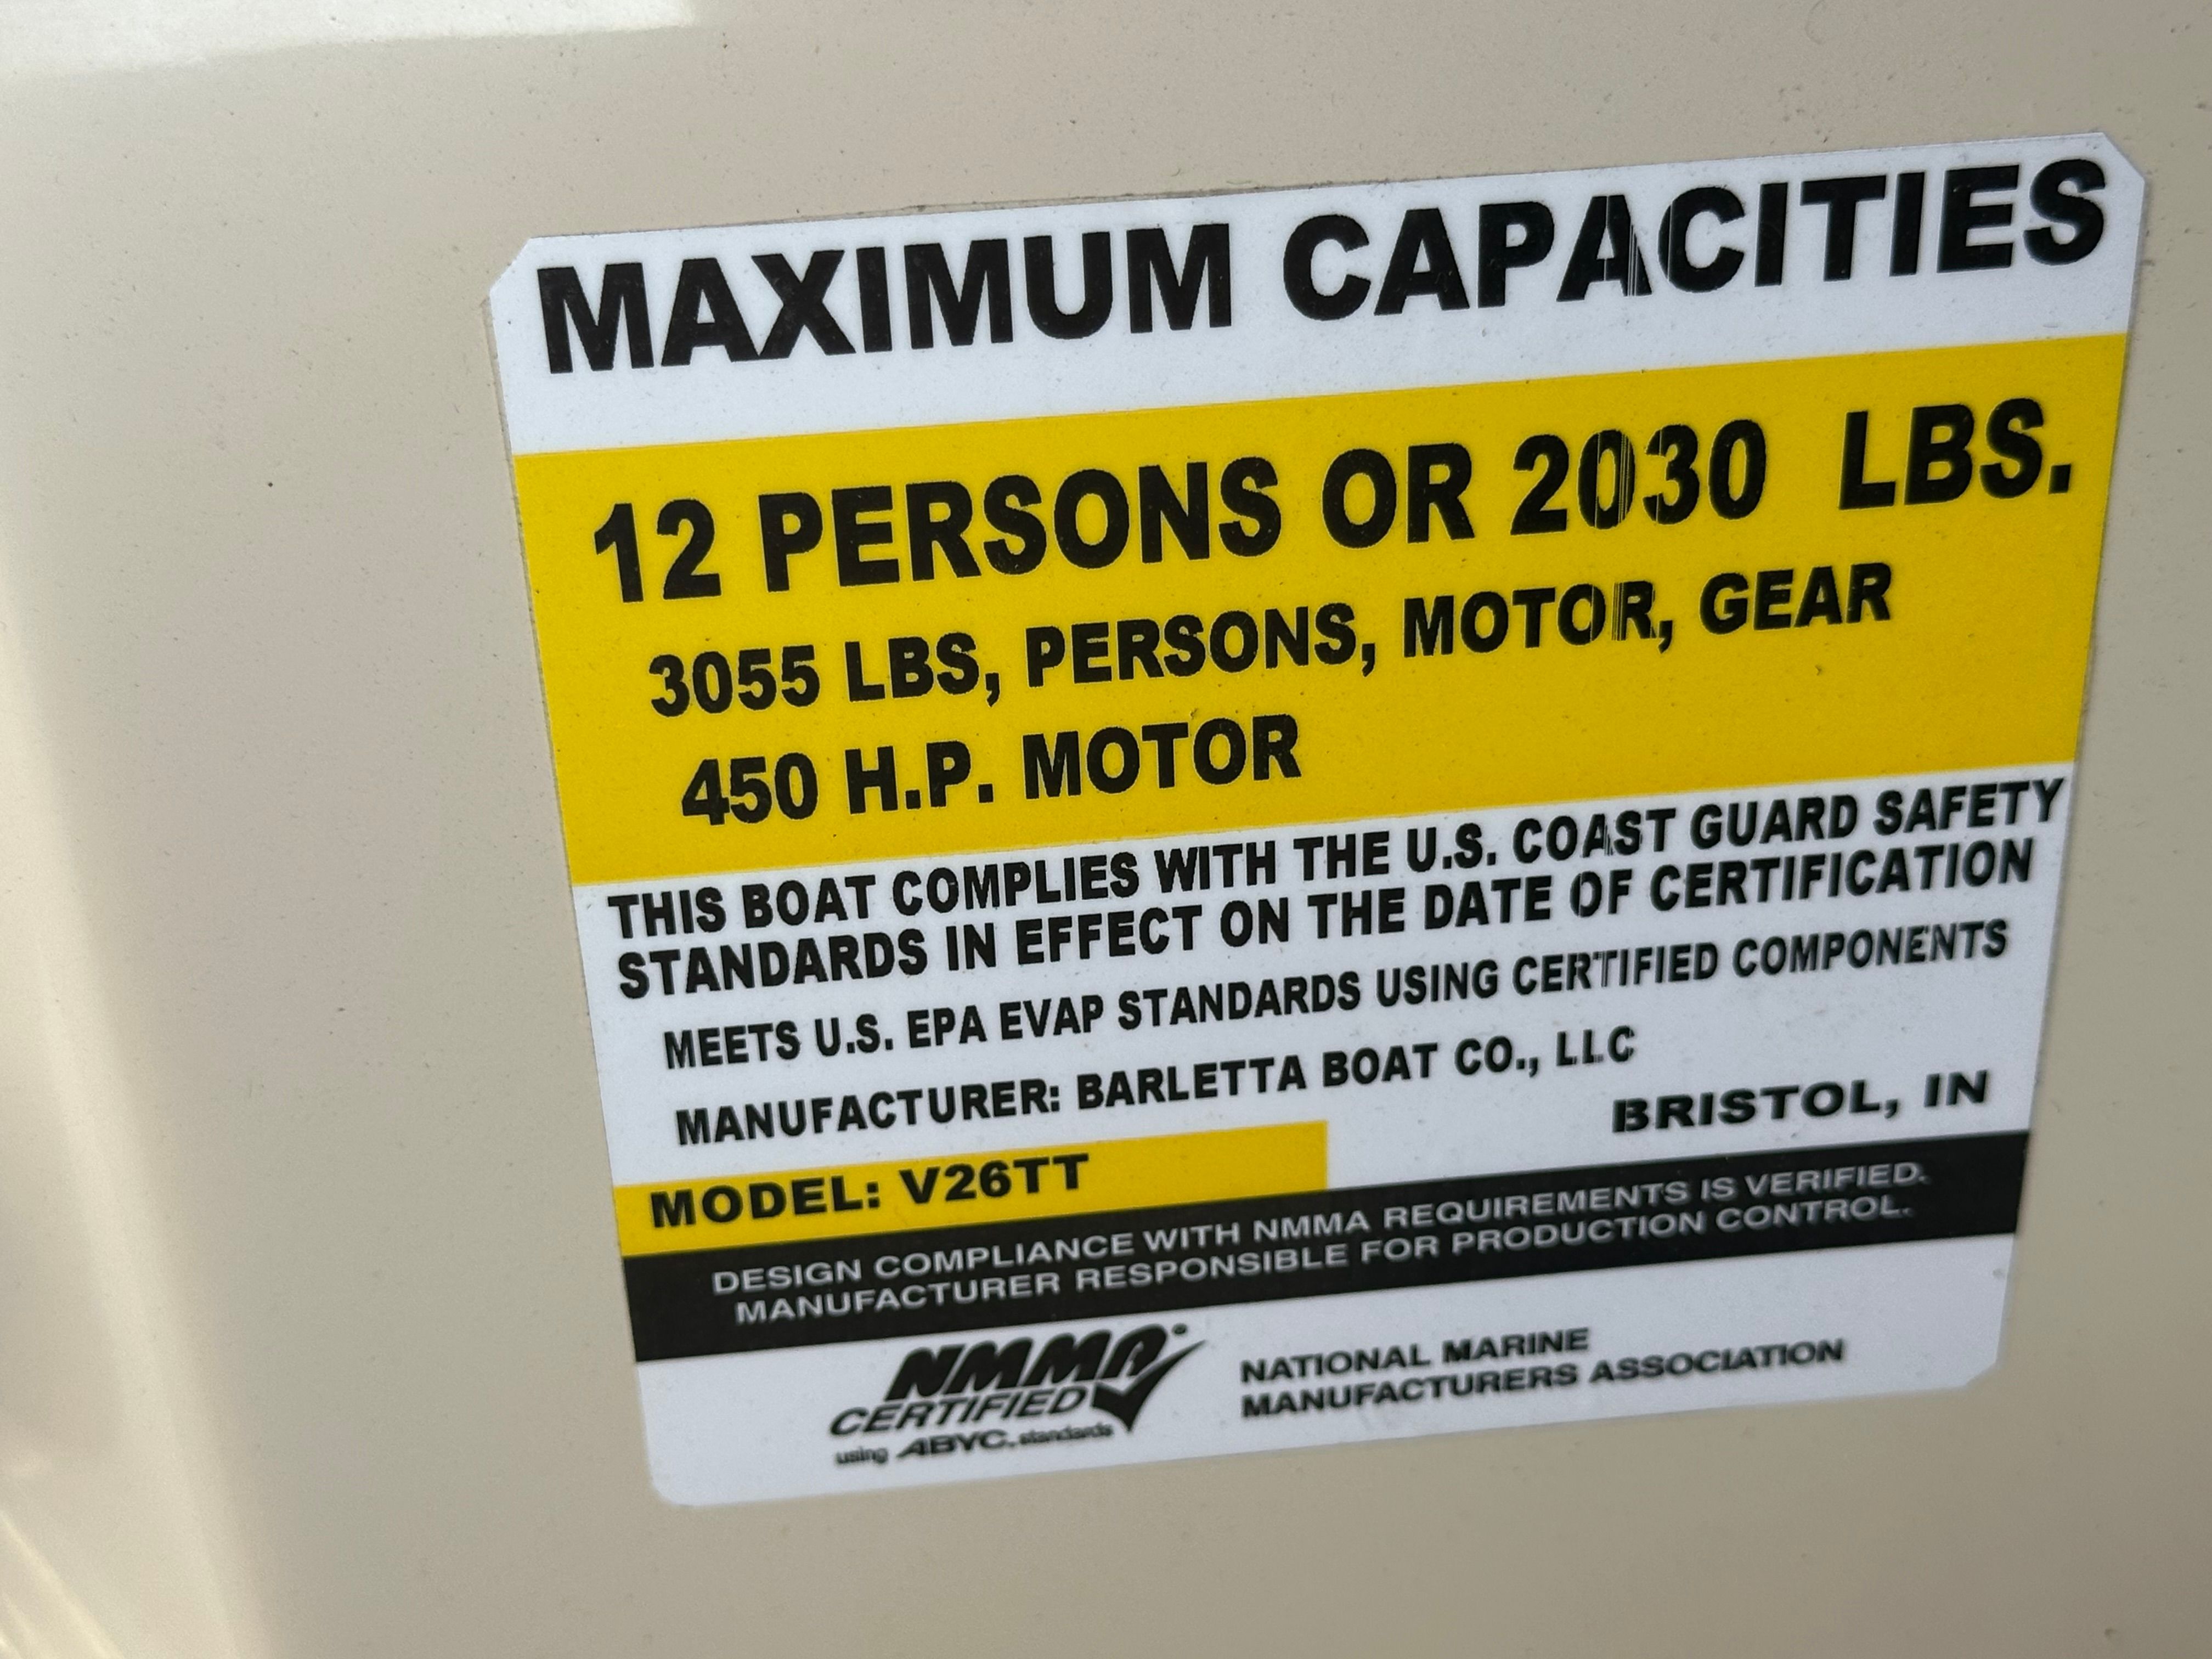 MAXIMUM CAPACITIES
12 PERSONS OR 2030 LBS.
3055 LBS, PERSONS, MOTOR, GEAR
450 H.P. MOTOR
THIS BOAT COMPLIES WITH THE U.S. COAST GUARD SAFETY
STANDARDS IN EFFECT ON THE DATE OF CERTIFICATION
MEETS U.S. EPA EVAP STANDARDS USING CERTIFIED COMPONENTS
MANUFACTURER: BARLETTA BOAT CO., LLC
BRISTOL, IN
MODEL: V26TT
DESIGN COMPLIANCE WITH NMMA REQUIREMENTS IS VERIFIED.
MANUFACTURER RESPONSIBLE FOR PRODUCTION CONTROL.
NMMA®
CERTIFIED
using ABYC. standards
NATIONAL MARINE
MANUFACTURERS ASSOCIATION